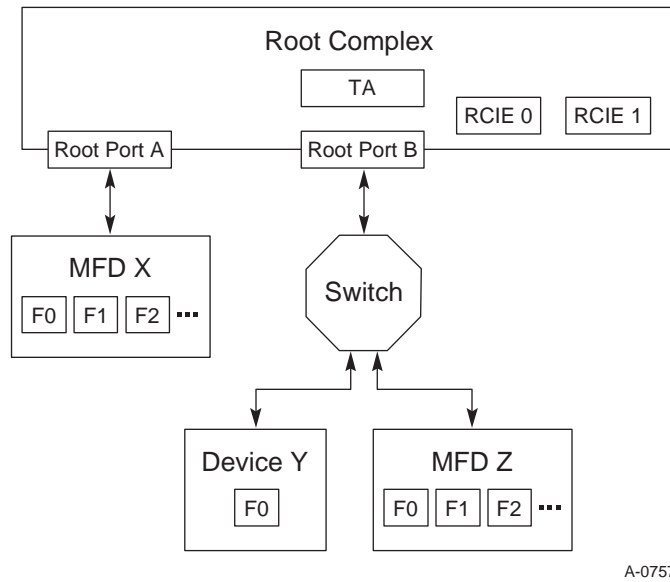 Root Complex
TA
RCIE 0
RCIE 1
Root Port A
Root Port B
MFD X
F0 F1 F2 ...
Switch
Device Y
F0
MFD Z
F0 F1 F2 ...